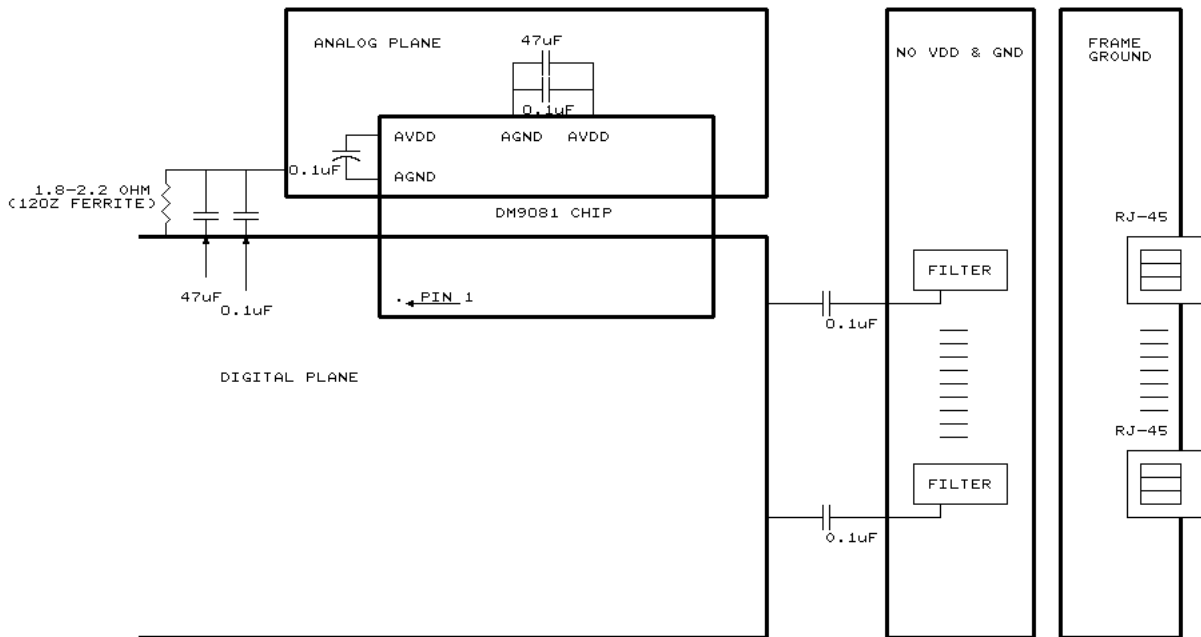 ANALOG PLANE
47uF
0.1uF
AVDD
AGND
AVDD
0.1uF
AGND
1.8-2.2 OHM
(120Z FERRITE)
DM9081 CHIP
47uF
0.1uF
. PIN 1
DIGITAL PLANE
NO VDD & GND
FILTER
0.1uF
FILTER
0.1uF
FRAME
GROUND
RJ-45
RJ-45